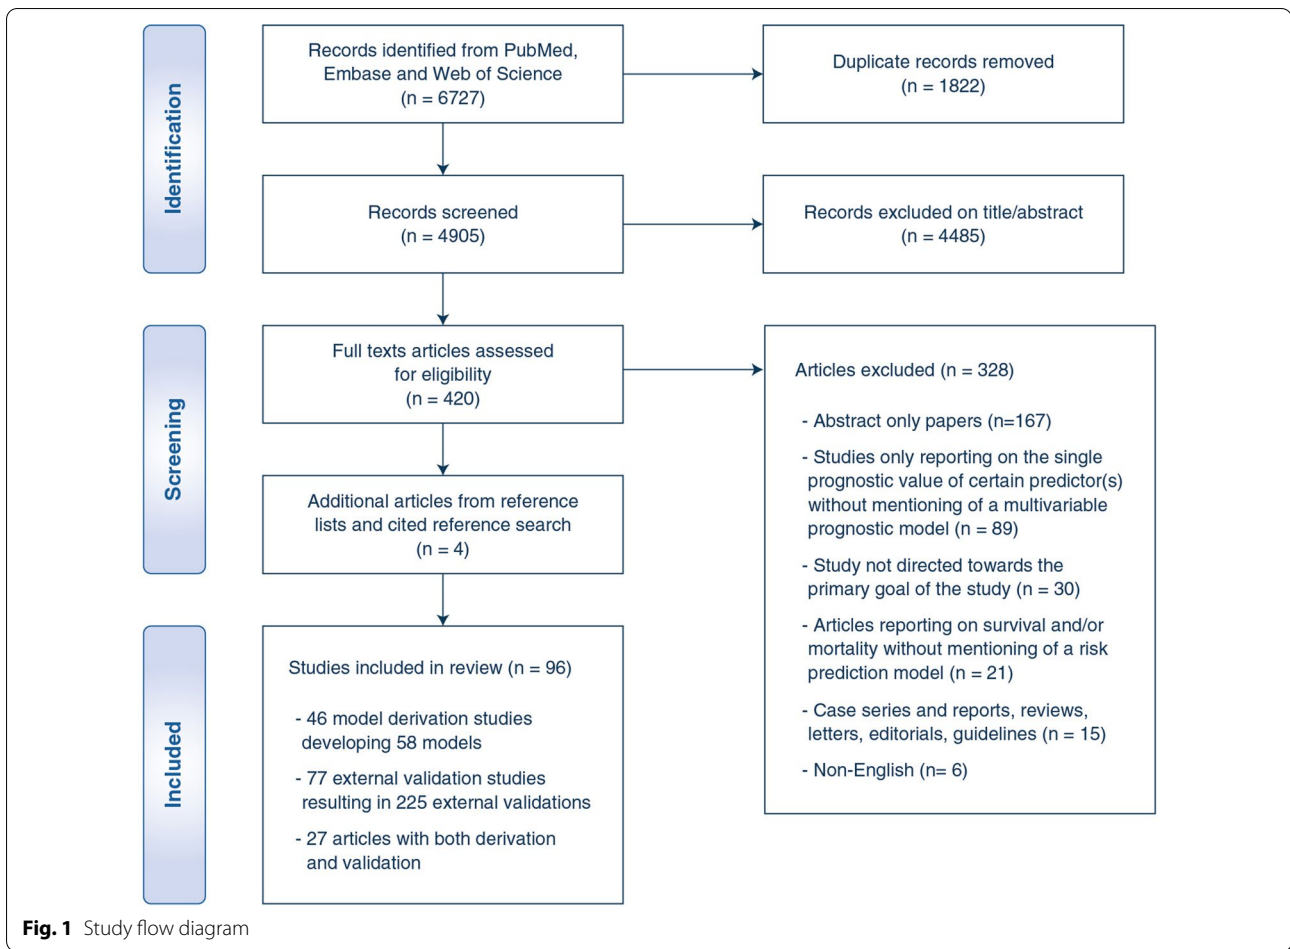 Identification
Records identified from PubMed,
Embase and Web of Science
(n = 6727)
Duplicate records removed
(n = 1822)
Records screened
(n = 4905)
Records excluded on title/abstract
(n = 4485)
Screening
Full texts articles assessed
for eligibility
(n = 420)
Articles excluded (n = 328)
- Abstract only papers (n=167)
- Studies only reporting on the single
prognostic value of certain predictor(s)
without mentioning of a multivariable
prognostic model (n = 89)
- Study not directed towards the
primary goal of the study (n = 30)
- Articles reporting on survival and/or
mortality without mentioning of a risk
prediction model (n = 21)
- Case series and reports, reviews,
letters, editorials, guidelines (n = 15)
- Non-English (n= 6)
Additional articles from reference
lists and cited reference search
(n = 4)
Included
Studies included in review (n = 96)
- 46 model derivation studies
developing 58 models
- 77 external validation studies
resulting in 225 external validations
- 27 articles with both derivation
and validation
Fig. 1 Study flow diagram